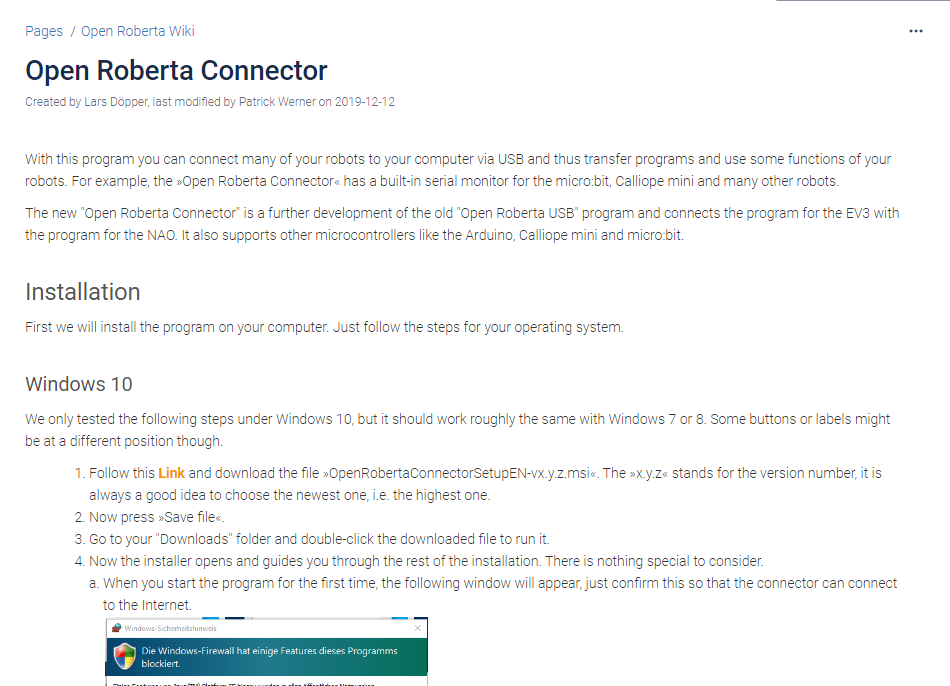 Pages / Open Roberta Wiki
Open Roberta Connector
Created by Lars Döpper, last modified by Patrick Werner on 2019-12-12
With this program you can connect many of your robots to your computer via USB and thus transfer programs and use some functions of your
robots. For example, the »Open Roberta Connector« has a built-in serial monitor for the micro:bit, Calliope mini and many other robots.
The new "Open Roberta Connector" is a further development of the old "Open Roberta USB" program and connects the program for the EV3 with
the program for the NAO. It also supports other microcontrollers like the Arduino, Calliope mini and micro:bit.
Installation
First we will install the program on your computer. Just follow the steps for your operating system.
Windows 10
We only tested the following steps under Windows 10, but it should work roughly the same with Windows 7 or 8. Some buttons or labels might
be at a different position though.
1. Follow this Link and download the file »OpenRobertaConnectorSetupEN-vx.y.z.msi«. The »x.y.z« stands for the version number, it is
always a good idea to choose the newest one, i.e. the highest one.
2. Now press »Save file«.
3. Go to your "Downloads" folder and double-click the downloaded file to run it.
4. Now the installer opens and guides you through the rest of the installation. There is nothing special to consider.
a. When you start the program for the first time, the following window will appear, just confirm this so that the connector can connect
to the Internet.
Windows-Sicherheitshinweis
Die Windows-Firewall hat einige Features dieses Programms
blockiert.